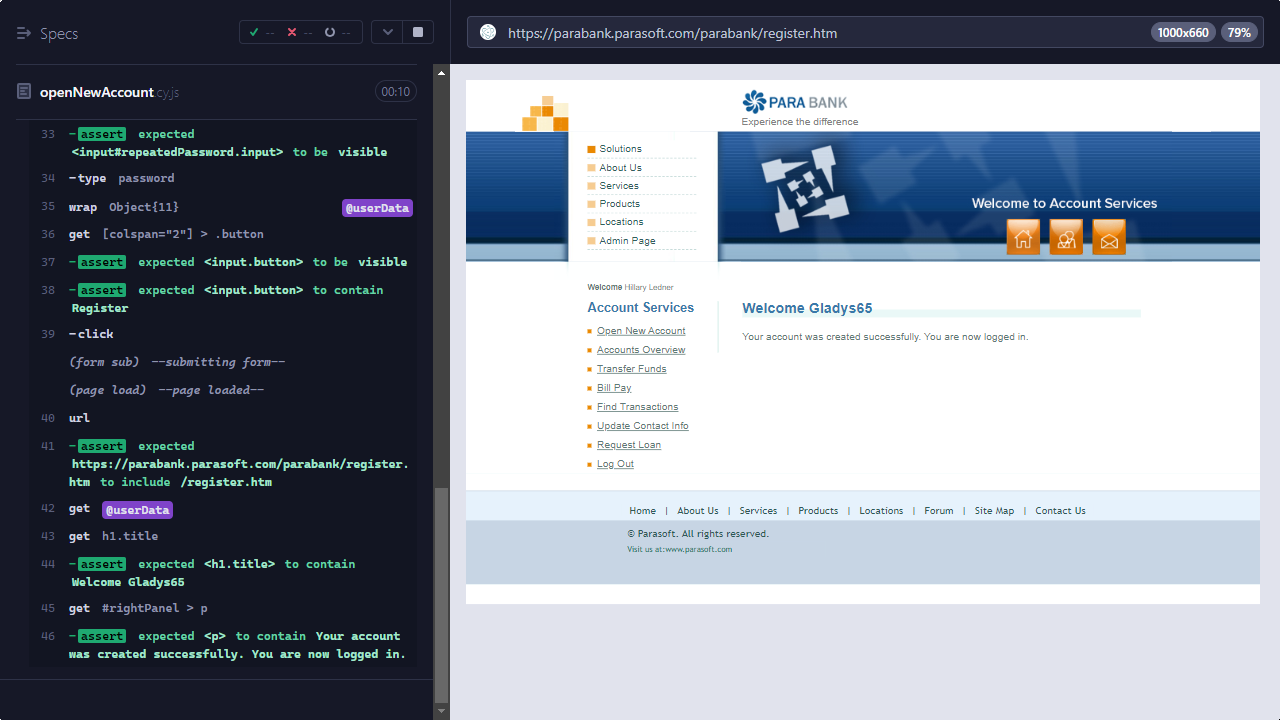 Specs
-- -- --
openNewAccount.cy.js
00:10
33 -assert expected
<input#repeatedPassword.input> to be visible
34 -type password
35 wrap Object{11} @userData
36 get [colspan="2"] > .button
37 -assert expected <input.button> to be visible
38 -assert expected <input.button> to contain
Register
39 -click
(form sub) --submitting form--
(page load) --page loaded--
40 url
41 -assert expected
https://parabank.parasoft.com/parabank/register.
htm to include /register.htm
42 get @userData
43 get h1.title
44 -assert expected <h1.title> to contain
Welcome Gladys65
45 get #rightPanel > p
46 -assert expected <p> to contain Your account
was created successfully. You are now logged in.
https://parabank.parasoft.com/parabank/register.htm
1000x660
79%
PARA BANK
Experience the difference
Solutions
About Us
Services
Products
Locations
Admin Page
Welcome to Account Services
Welcome Hillary Ledner
Account Services
Open New Account
Accounts Overview
Transfer Funds
Bill Pay
Find Transactions
Update Contact Info
Request Loan
Log Out
Welcome Gladys65
Your account was created successfully. You are now logged in.
Home | About Us | Services | Products | Locations | Forum | Site Map | Contact Us
© Parasoft. All rights reserved.
Visit us at:www.parasoft.com